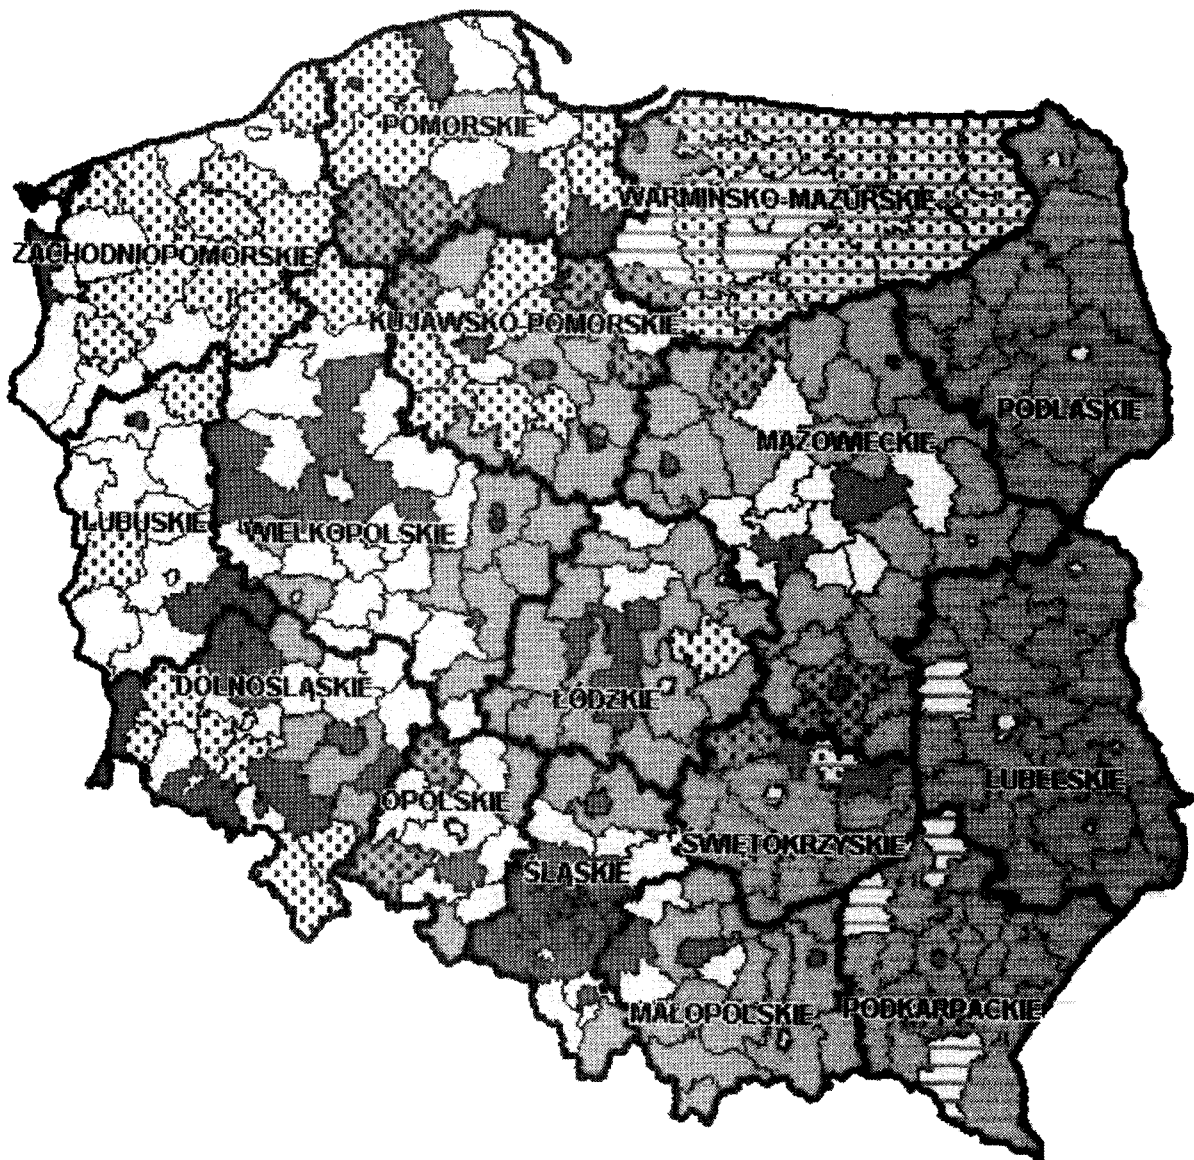 POMORSKIE
WARMIŃSKO-MAZURSKIE
ZACHODNIOPOMORSKIE
KUJAWSKO-POMORSKIE
PODLASKIE
MAZOWIECKIE
LUBUSKIE
WIELKOPOLSKIE
DOLNOŚLĄSKIE
ŁÓDZKIE
LUBELSKIE
OPOLSKIE
ŚWIĘTOKRZYSKIE
ŚLĄSKIE
MAŁOPOLSKIE
PODKARPACKIE